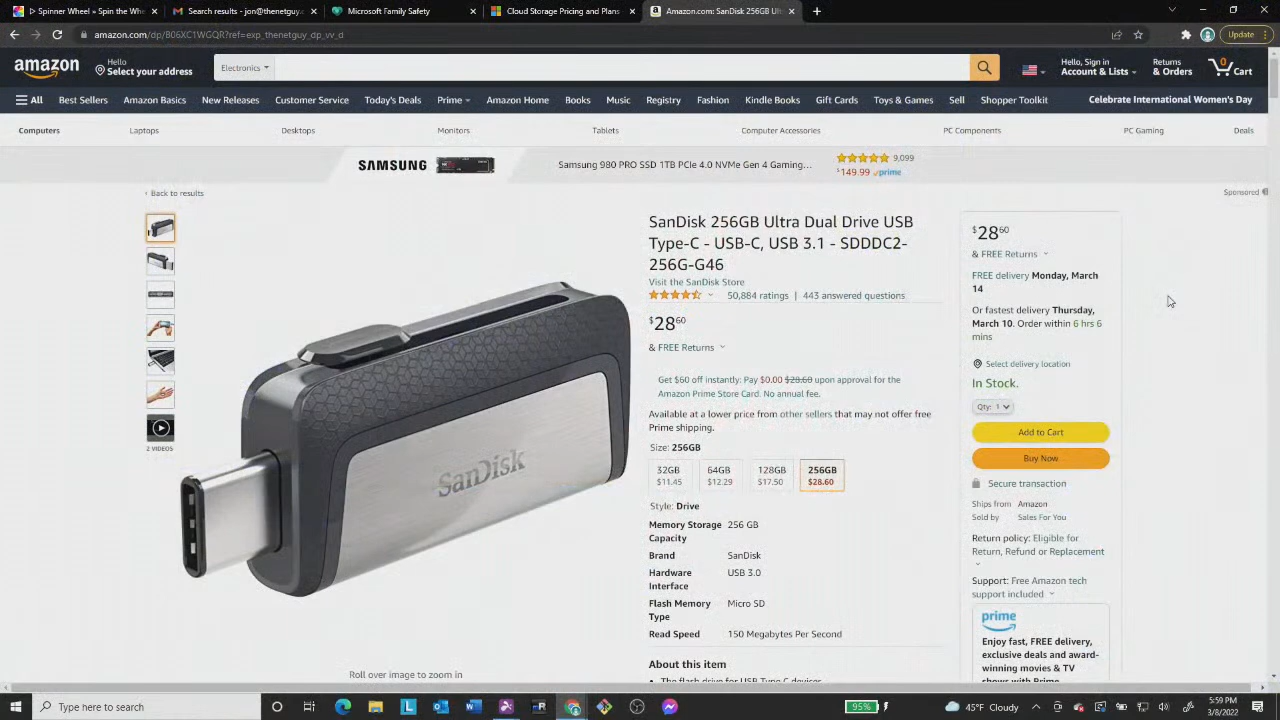 Spinner Wheel » Spin the Whe
Search results - jon@thenetguy.c
Microsoft Family Safety
Cloud Storage Pricing and Plans
Amazon.com: SanDisk 256GB Ult
amazon.com/dp/B06XC1WGQR?ref=exp_thenetguy_dp_vv_d
Update
amazon
Hello
Select your address
Electronics
Hello, Sign in
Account & Lists
Returns
& Orders
0
Cart
All
Best Sellers
Amazon Basics
New Releases
Customer Service
Today's Deals
Prime
Amazon Home
Books
Music
Registry
Fashion
Kindle Books
Gift Cards
Toys & Games
Sell
Shopper Toolkit
Celebrate International Women's Day
Computers
Laptops
Desktops
Monitors
Tablets
Computer Accessories
PC Components
PC Gaming
Deals
SAMSUNG
Samsung 980 PRO SSD 1TB PCIe 4.0 NVMe Gen 4 Gaming...
9,099
$149.99 prime
Sponsored
‹ Back to results
SanDisk
2 VIDEOS
Roll over image to zoom in
SanDisk 256GB Ultra Dual Drive USB
Type-C - USB-C, USB 3.1 - SDDDC2-
256G-G46
Visit the SanDisk Store
50,884 ratings | 443 answered questions
$28 60
& FREE Returns
Get $60 off instantly: Pay $0.00 $28.60 upon approval for the
Amazon Prime Store Card. No annual fee.
Available at a lower price from other sellers that may not offer free
Prime shipping.
Size: 256GB
32GB
$11.45
64GB
$12.29
128GB
$17.50
256GB
$28.60
Style: Drive
Memory Storage
Capacity
256 GB
Brand
SanDisk
Hardware
Interface
USB 3.0
Flash Memory
Type
Micro SD
Read Speed
150 Megabytes Per Second
About this item
• The flash drive for USB Type C devices
$28 60
& FREE Returns
FREE delivery Monday, March
14
Or fastest delivery Thursday,
March 10. Order within 6 hrs 6
mins
Select delivery location
In Stock.
Qty: 1
Add to Cart
Buy Now
Secure transaction
Ships from Amazon
Sold by Sales For You
Return policy: Eligible for
Return, Refund or Replacement
Support: Free Amazon tech
support included
prime
Enjoy fast, FREE delivery,
exclusive deals and award-
winning movies & TV
shows with Prime
Type here to search
95%
45°F Cloudy
5:59 PM
3/8/2022